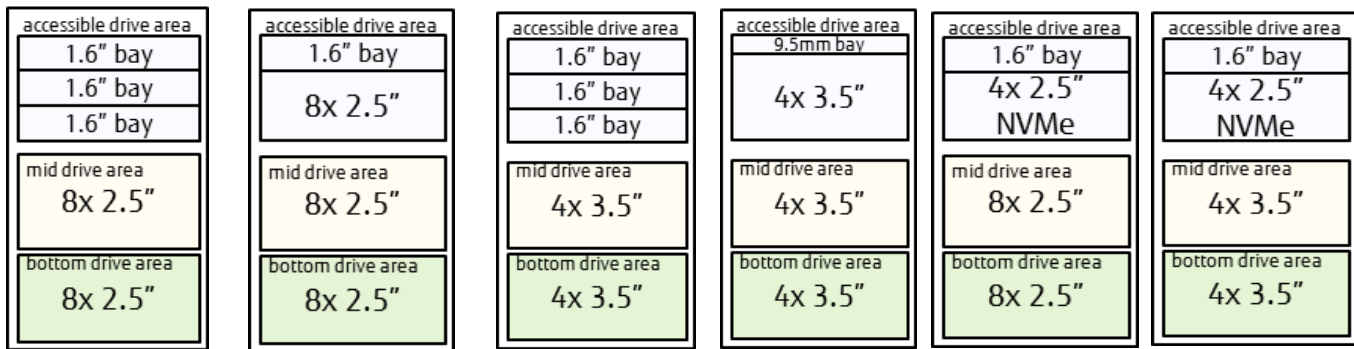 accessible drive area
1.6” bay
1.6” bay
1.6” bay
mid drive area
8x 2.5”
bottom drive area
8x 2.5”
accessible drive area
1.6” bay
8x 2.5”
mid drive area
8x 2.5”
bottom drive area
8x 2.5”
accessible drive area
1.6” bay
1.6” bay
1.6” bay
mid drive area
4x 3.5”
bottom drive area
4x 3.5”
accessible drive area
9.5mm bay
4x 3.5”
mid drive area
4x 3.5”
bottom drive area
4x 3.5”
accessible drive area
1.6” bay
4x 2.5”
NVMe
mid drive area
8x 2.5”
bottom drive area
8x 2.5”
accessible drive area
1.6” bay
4x 2.5”
NVMe
mid drive area
4x 3.5”
bottom drive area
4x 3.5”